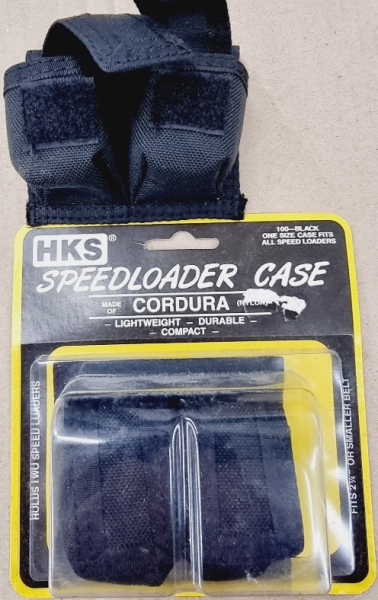 100—BLACK
ONE SIZE CASE FITS
ALL SPEED LOADERS
HKS®
SPEEDLOADER CASE
MADE OF CORDURA (NYLON)
– LIGHTWEIGHT – DURABLE –
– COMPACT –
HOLDS TWO SPEED LOADERS
FITS 2¼" OR SMALLER BELT